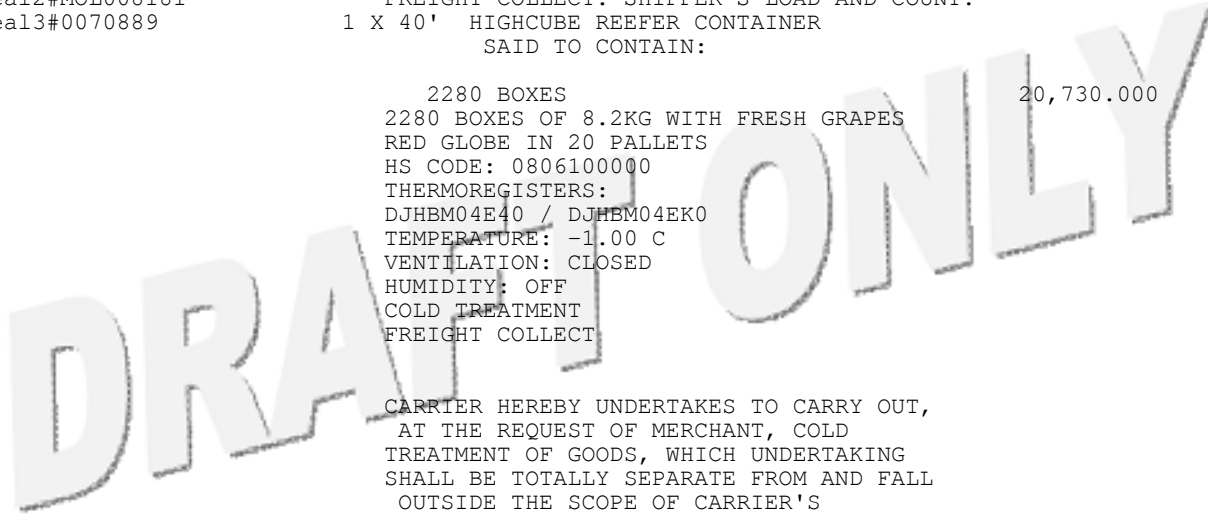 eal2#MOL008181 FREIGHT COLLECT. SHIPPER'S LOAD AND COUNT.
eal3#0070889 1 X 40' HIGHCUBE REEFER CONTAINER
SAID TO CONTAIN:
2280 BOXES 20,730.000
2280 BOXES OF 8.2KG WITH FRESH GRAPES
RED GLOBE IN 20 PALLETS
HS CODE: 0806100000
THERMOREGISTERS:
DJHBM04E40 / DJHBM04EK0
TEMPERATURE: -1.00 C
VENTILATION: CLOSED
HUMIDITY: OFF
COLD TREATMENT
FREIGHT COLLECT
CARRIER HEREBY UNDERTAKES TO CARRY OUT,
AT THE REQUEST OF MERCHANT, COLD
TREATMENT OF GOODS, WHICH UNDERTAKING
SHALL BE TOTALLY SEPARATE FROM AND FALL
OUTSIDE THE SCOPE OF CARRIER'S
DRAFT ONLY